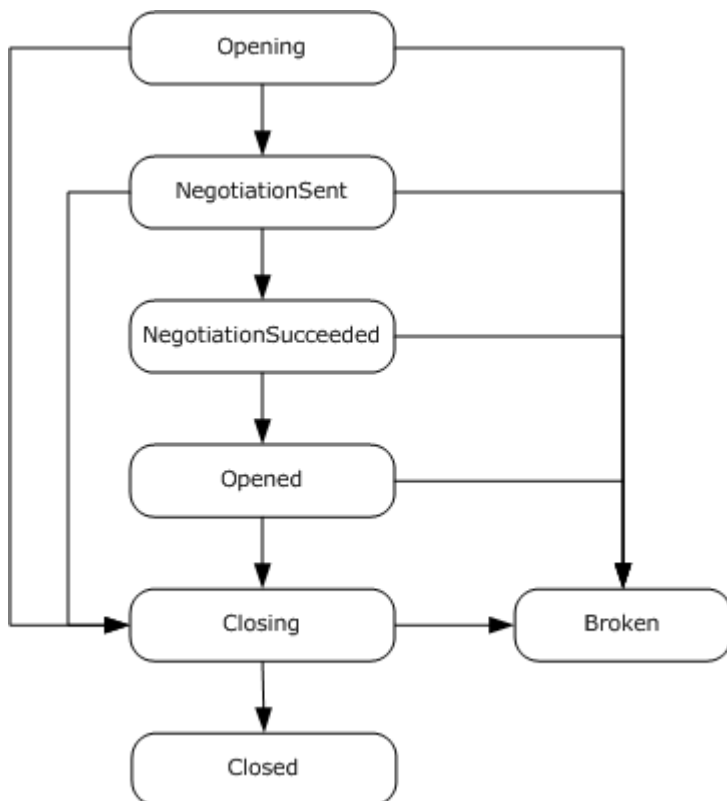 Opening
NegotiationSent
NegotiationSucceeded
Opened
Closing
Broken
Closed